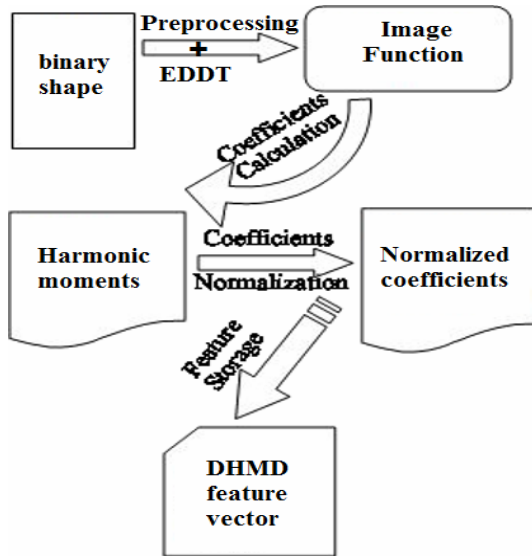 binary
shape
Preprocessing
+
EDDT
Image
Function
Coefficients
Calculation
Harmonic
moments
Coefficients
Normalization
Normalized
coefficients
Feature
Storage
DHMD
feature
vector